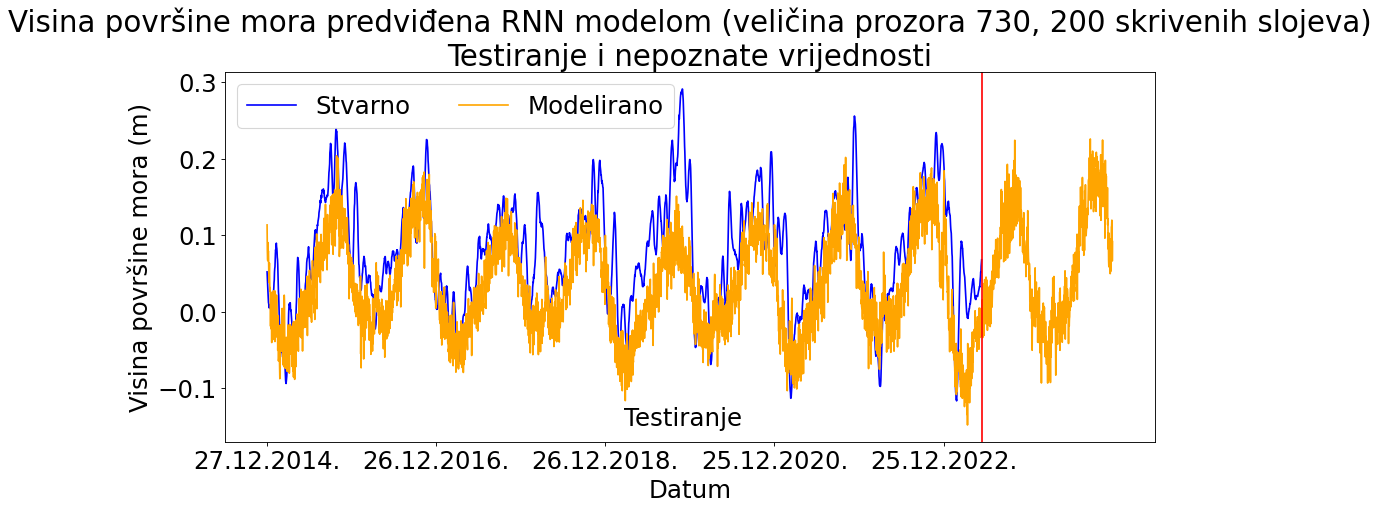 Visina površine mora predviđena RNN modelom (veličina prozora 730, 200 skrivenih slojeva)
Testiranje i nepoznate vrijednosti
Stvarno Modelirano
Visina površine mora (m)
0.3
0.2
0.1
0.0
−0.1
Testiranje
27.12.2014. 26.12.2016. 26.12.2018. 25.12.2020. 25.12.2022.
Datum